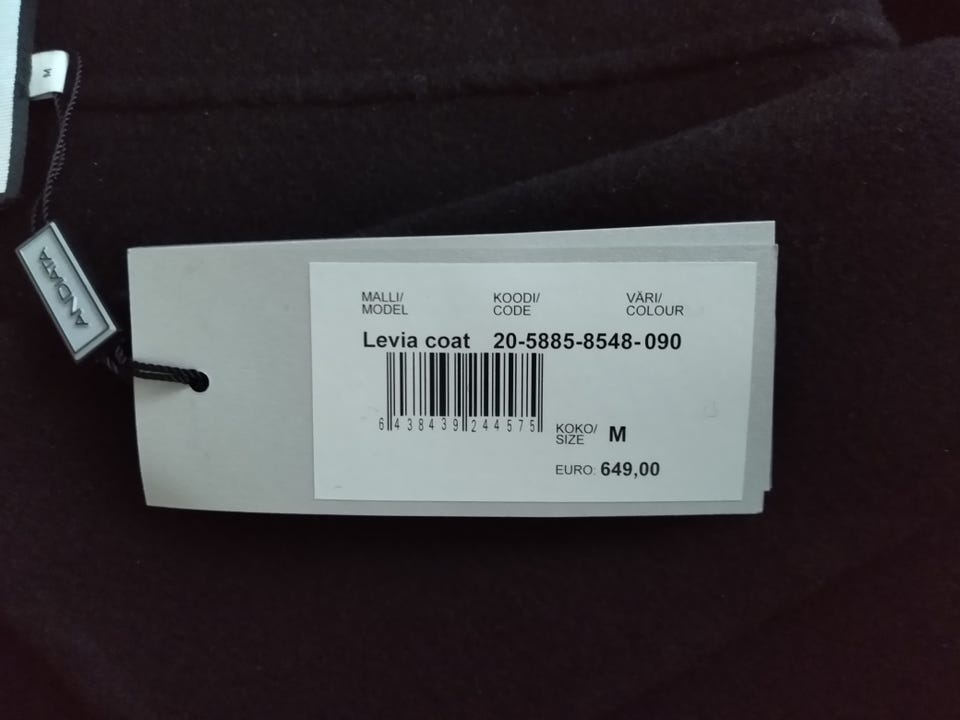 M
ANDIATA
MALLI/ KOODI/ VÄRI/
MODEL CODE COLOUR
Levia coat 20-5885-8548-090
6 438439 244575
KOKO/
SIZE M
EURO: 649,00